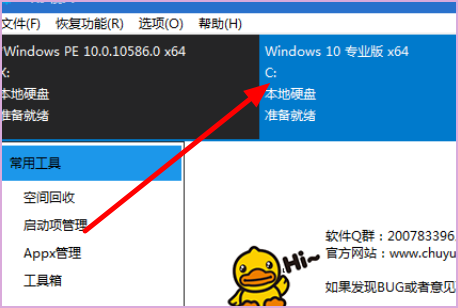 文件(F) 恢复功能(R) 选项(O) 帮助(H)
Windows PE 10.0.10586.0 x64
X:
本地硬盘
准备就绪
Windows 10 专业版 x64
C:
本地硬盘
准备就绪
常用工具
空间回收
启动项管理
Appx管理
工具箱
Hi~
软件Q群：200783396
官方网站：www.chuyu
如果发现BUG或者意见